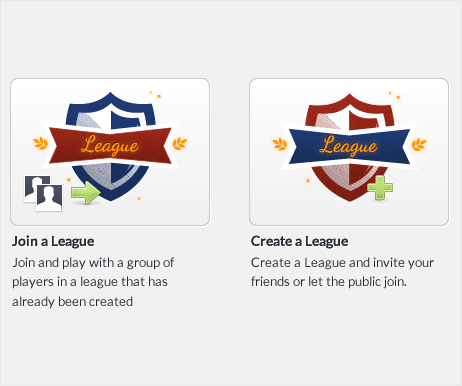 League
League
Join a League
Join and play with a group of
players in a league that has
already been created
Create a League
Create a League and invite your
friends or let the public join.